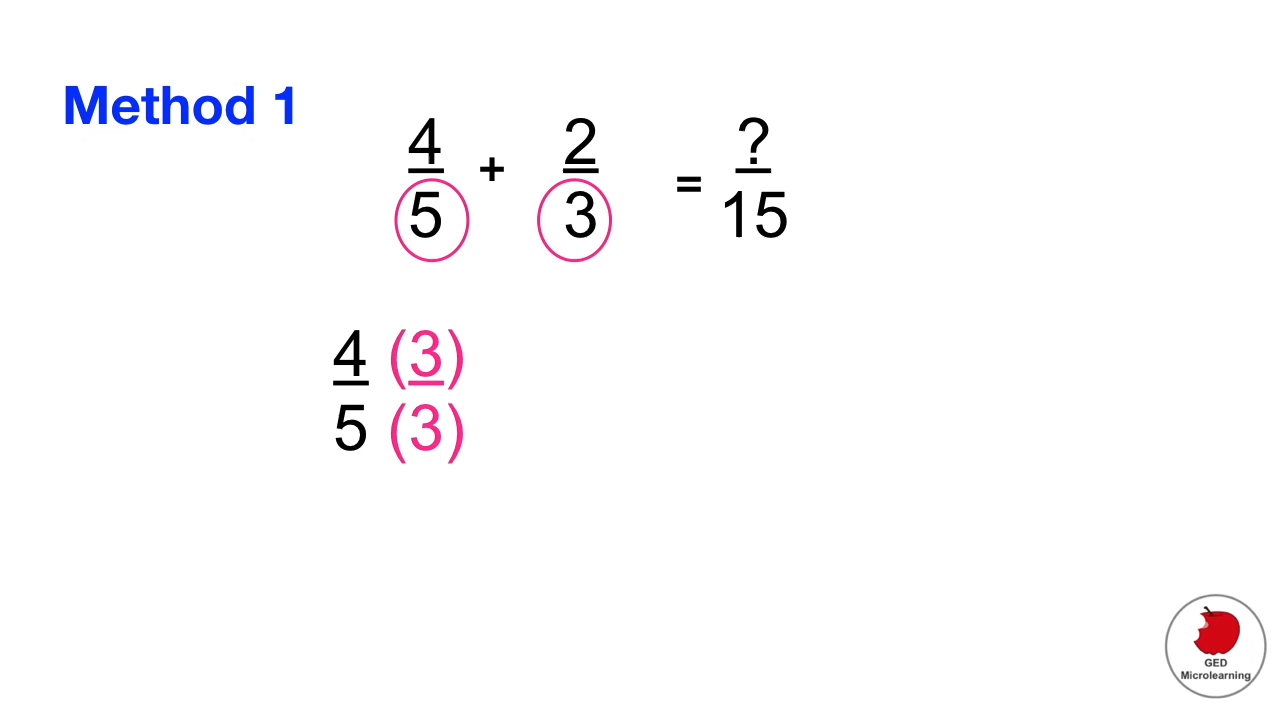 Method 1
4 + 2 = ?
5 3 15
4 (3)
5 (3)
GED
Microlearning